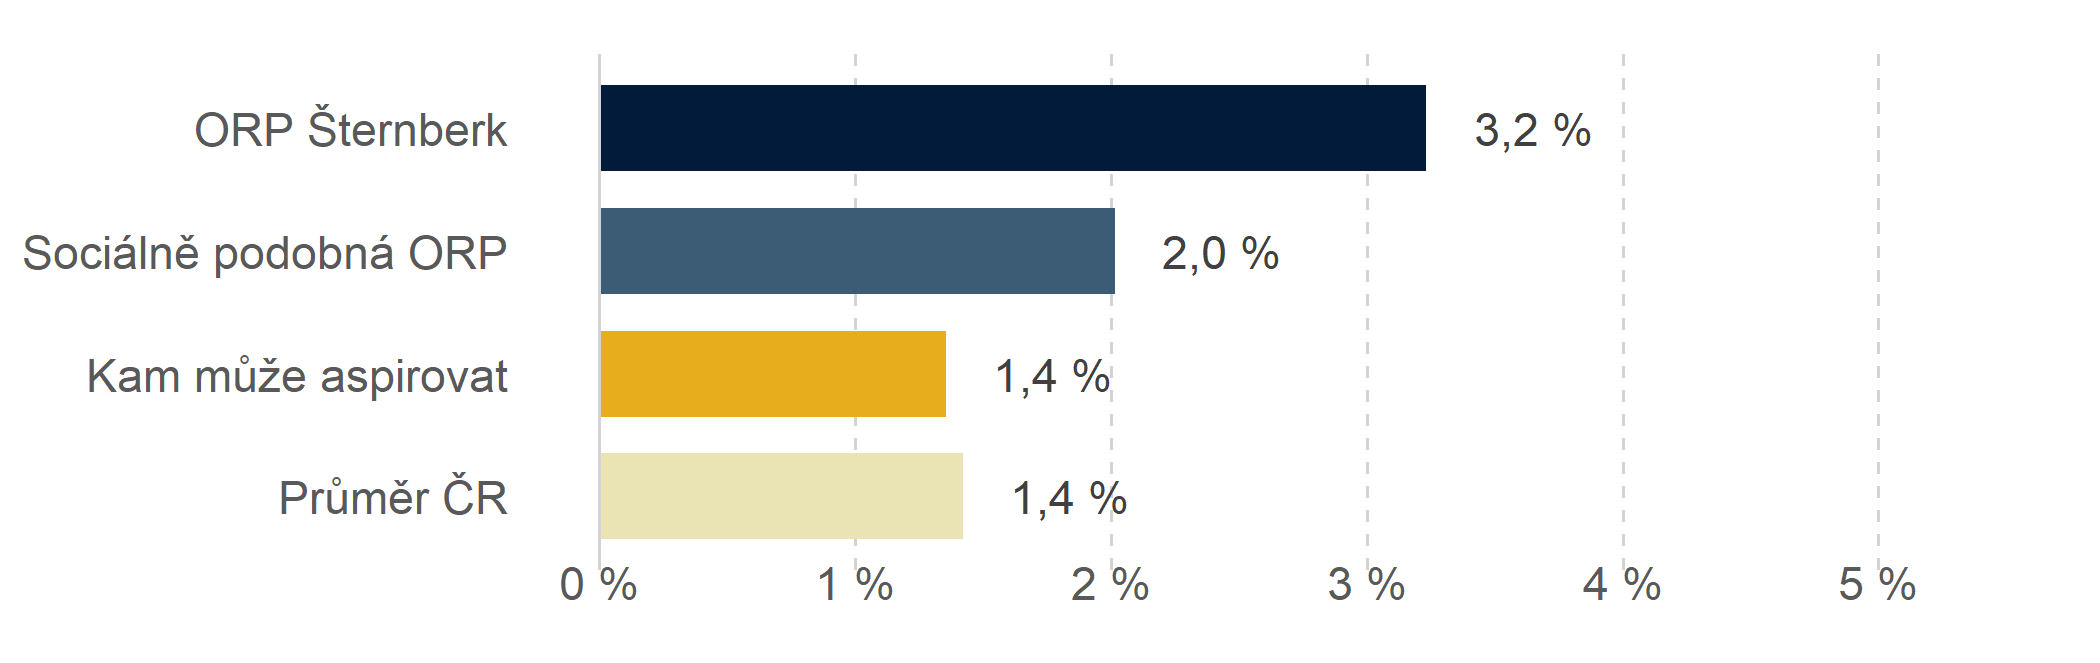 ORP Šternberk
3,2 %
Sociálně podobná ORP
2,0 %
Kam může aspirovat
1,4 %
Průměr ČR
1,4 %
0 % 1 % 2 % 3 % 4 % 5 %